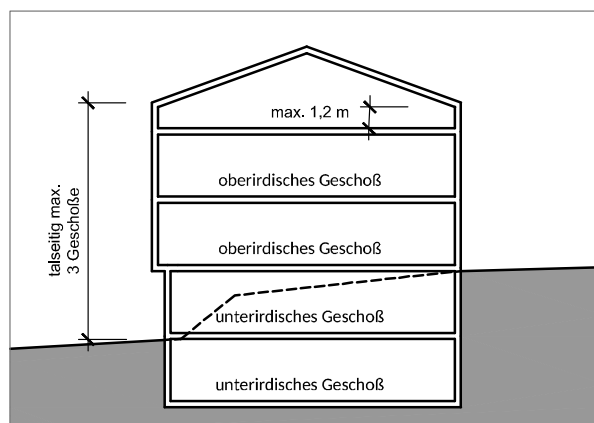 max. 1,2 m
oberirdisches Geschoß
talseitig max.
3 Geschoße
oberirdisches Geschoß
unterirdisches Geschoß
unterirdisches Geschoß